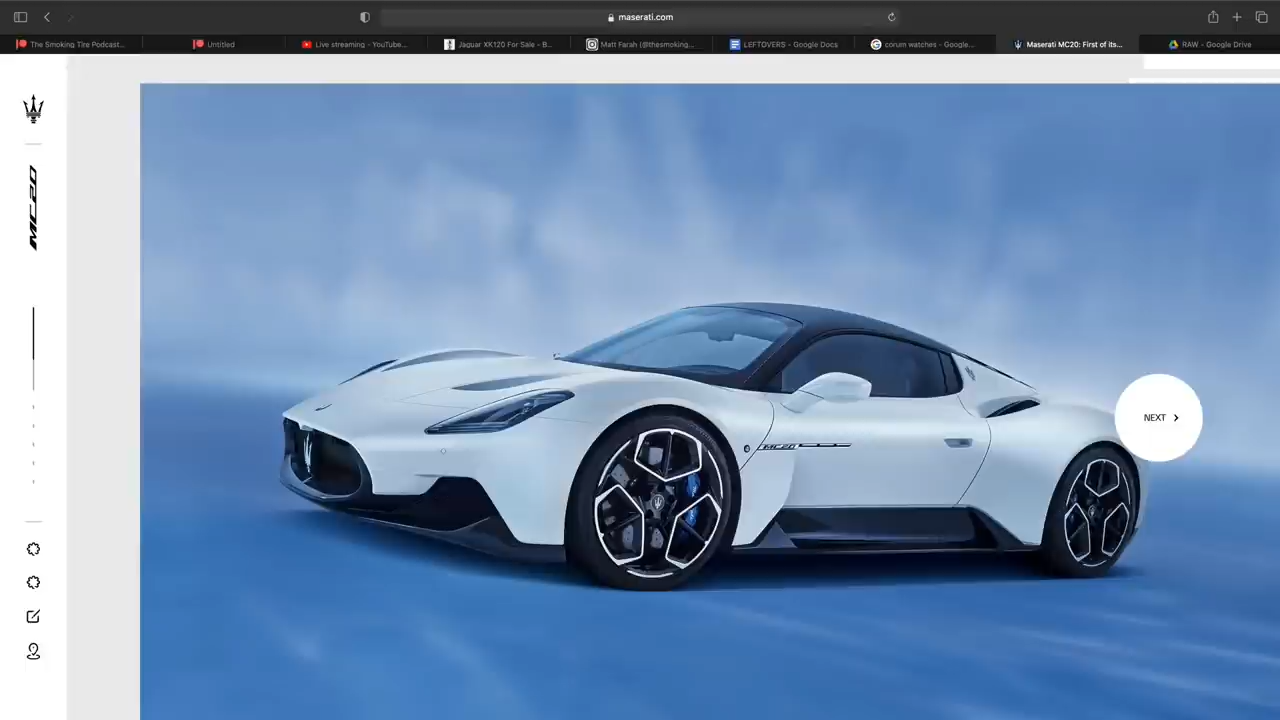 maserati.com
The Smoking Tire Podcast...
Untitled
Live streaming - YouTube...
Jaguar XK120 For Sale - B...
Matt Farah (@thesmoking...
LEFTOVERS - Google Docs
corum watches - Google...
Maserati MC20: First of its...
RAW - Google Drive
MC20
NEXT
MC20